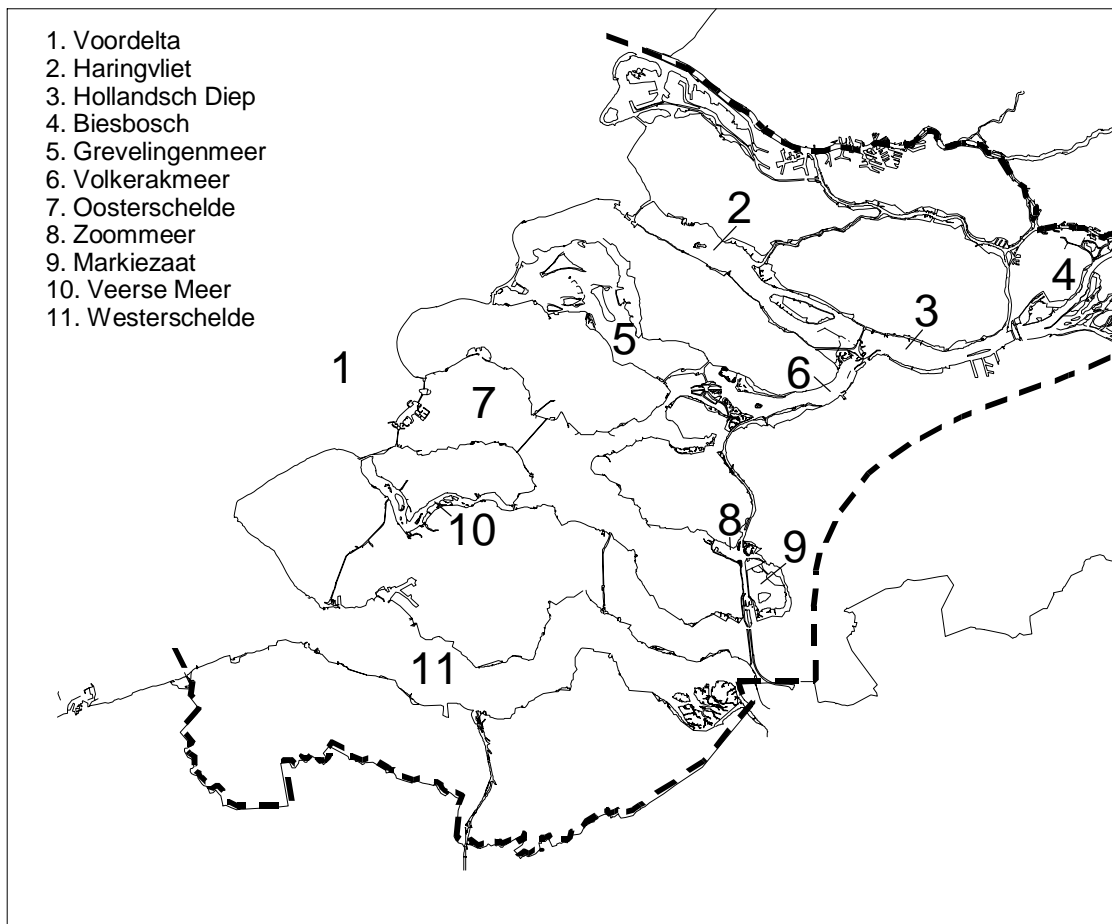 1. Voordelta
2. Haringvliet
3. Hollandsch Diep
4. Biesbosch
5. Grevelingenmeer
6. Volkerakmeer
7. Oosterschelde
8. Zoommeer
9. Markiezaat
10. Veerse Meer
11. Westerschelde
2
4
3
5
1
6
7
8
10
9
11